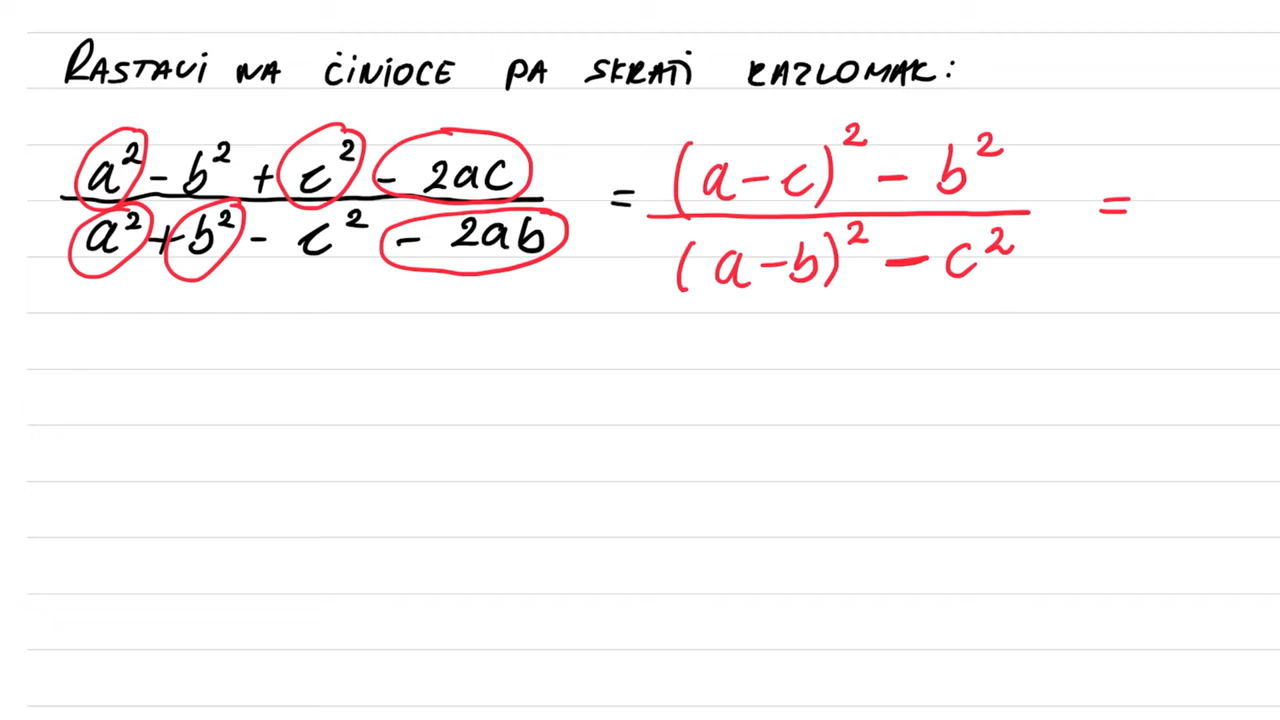 RASTAVI NA ČINIOCE PA SKRATI RAZLOMAK:
(a² - b² + c² - 2ac) / (a² + b² - c² - 2ab) = ((a-c)² - b²) / ((a-b)² - c²) =